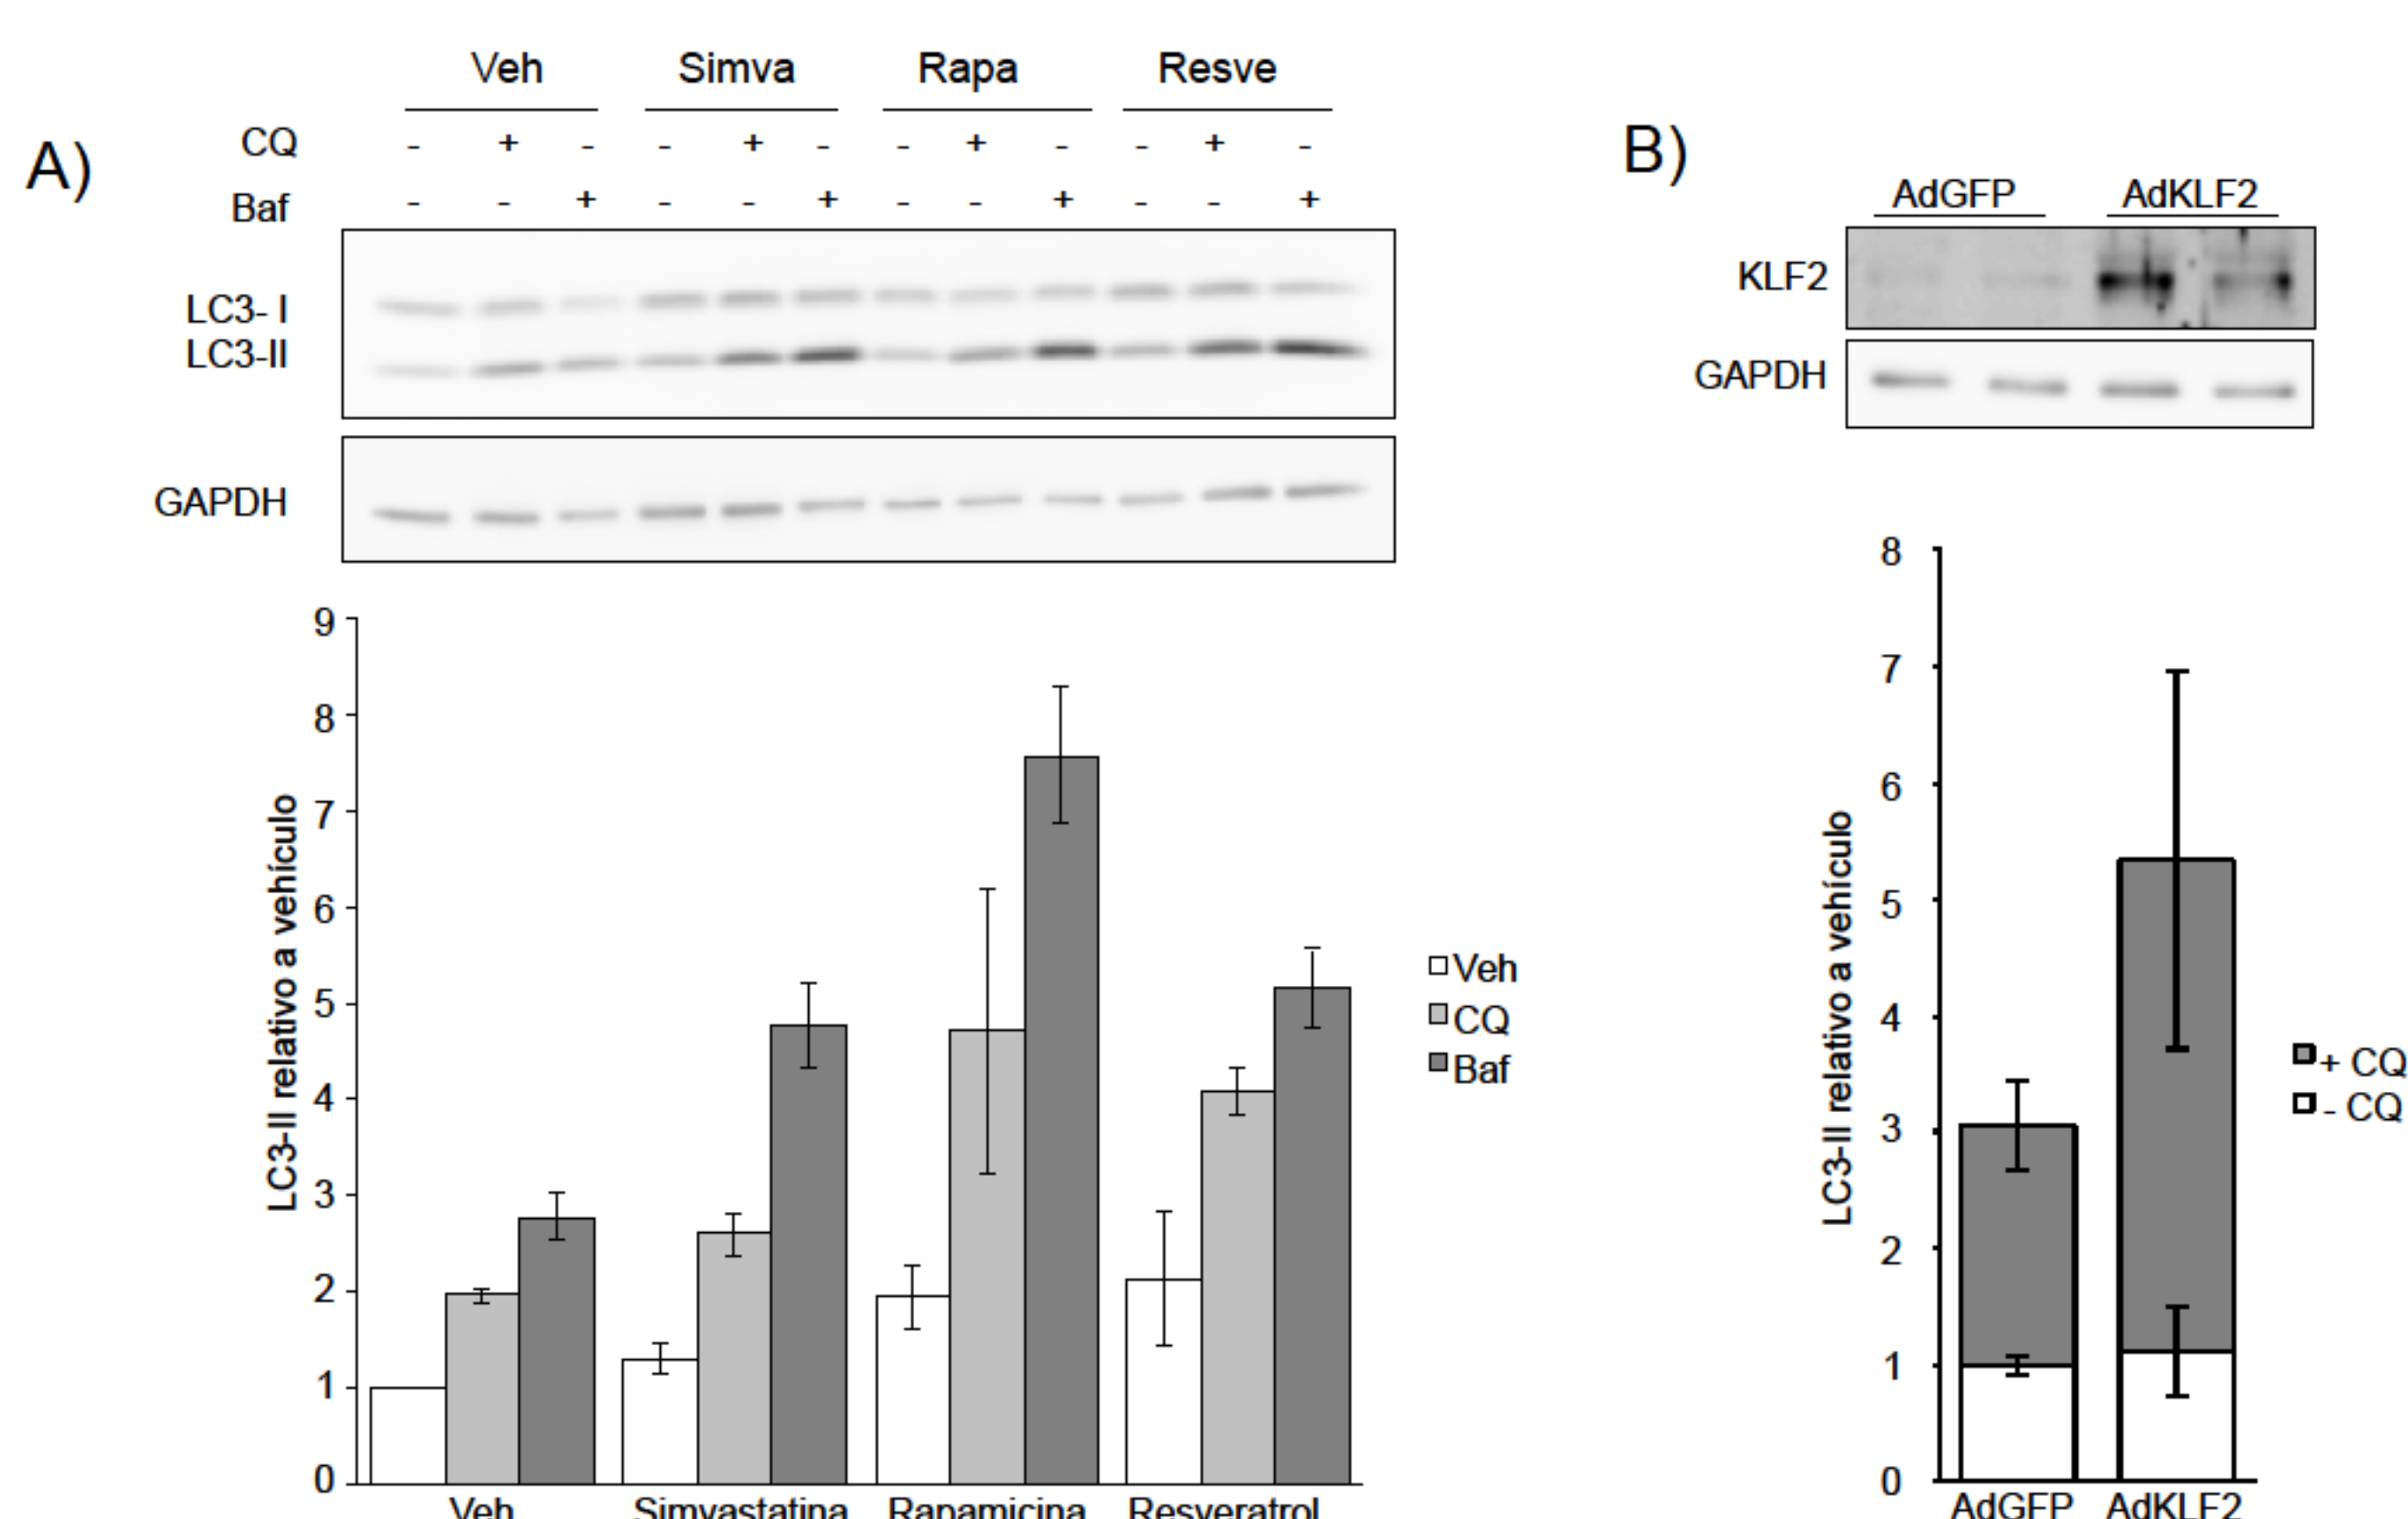 A)
Veh Simva Rapa Resve
CQ - + - - + - - + - - + -
Baf - - + - - + - - + - - +
LC3- I
LC3-II
GAPDH
9
8
7
6
5
4
3
2
1
0
LC3-II relativo a vehículo
Veh Simvastatina Rapamicina Resveratrol
Veh
CQ
Baf
B)
AdGFP AdKLF2
KLF2
GAPDH
8
7
6
5
4
3
2
1
0
LC3-II relativo a vehículo
AdGFP AdKLF2
+ CQ
- CQ